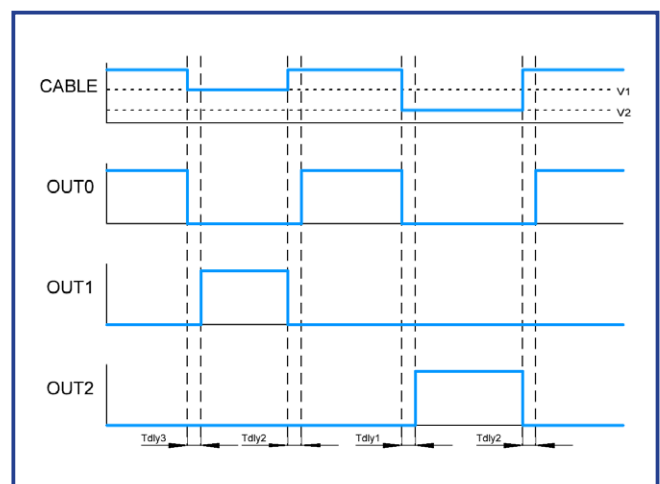 CABLE
V1
V2
OUT0
OUT1
OUT2
Tdly3 Tdly2 Tdly1 Tdly2